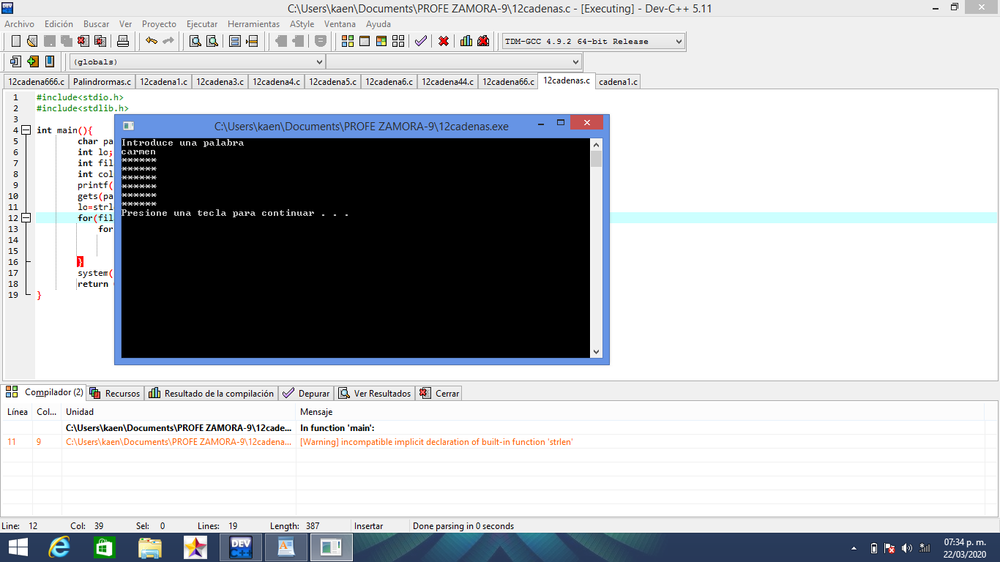 C:\Users\kaen\Documents\PROFE ZAMORA-9\12cadenas.c - [Executing] - Dev-C++ 5.11
Archivo Edición Buscar Ver Proyecto Ejecutar Herramientas AStyle Ventana Ayuda
TDM-GCC 4.9.2 64-bit Release
(globals)
12cadena666.c Palindrormas.c 12cadena1.c 12cadena3.c 12cadena4.c 12cadena5.c 12cadena6.c 12cadena44.c 12cadena66.c 12cadenas.c cadena1.c
1 #include<stdio.h>
2 #include<stdlib.h>
3
4 int main(){
5 char pa
6 int lo;
7 int fil
8 int col
9 printf(
10 gets(pa
11 lo=strl
12 for(fil
13 for
14
15
16 }
17 system(
18 return
19 }
C:\Users\kaen\Documents\PROFE ZAMORA-9\12cadenas.exe
Introduce una palabra
carmen
******
******
******
******
******
******
Presione una tecla para continuar . . .
Compilador (2) Recursos Resultado de la compilación Depurar Ver Resultados Cerrar
Línea Col... Unidad Mensaje
C:\Users\kaen\Documents\PROFE ZAMORA-9\12cade... In function 'main':
11 9 C:\Users\kaen\Documents\PROFE ZAMORA-9\12cadena... [Warning] incompatible implicit declaration of built-in function 'strlen'
Line: 12 Col: 39 Sel: 0 Lines: 19 Length: 387 Insertar Done parsing in 0 seconds
DEV C++
07:34 p. m.
22/03/2020